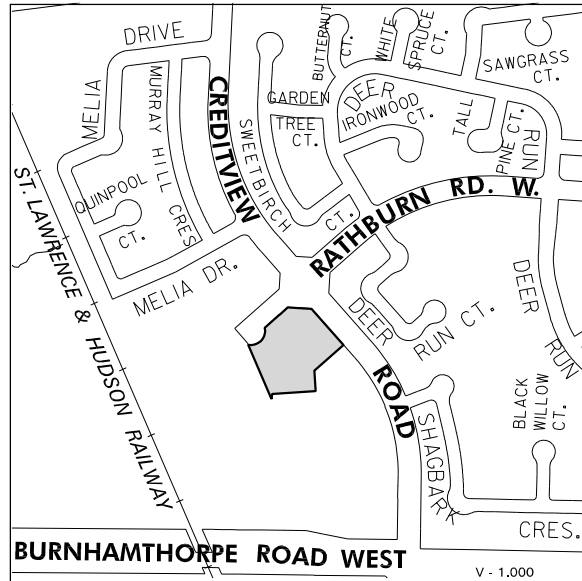 DRIVE
MELIA
MURRAY HILL CRES
QUINPOOL
CT.
MELIA DR.
CREDITVIEW
SWEETBIRCH
CT.
GARDEN
TREE
CT.
BUTTERNUT
CT.
WHITE
SPRUCE
CT.
SAWGRASS
CT.
DEER
RUN
IRONWOOD
CT.
TALL
PINE CT.
RATHBURN RD. W.
DEER
RUN CT.
DEER
RUN
ROAD
SHAGBARK
CRES.
BLACK
WILLOW
CT.
ST. LAWRENCE & HUDSON RAILWAY
BURNHAMTHORPE ROAD WEST
V - 1.000